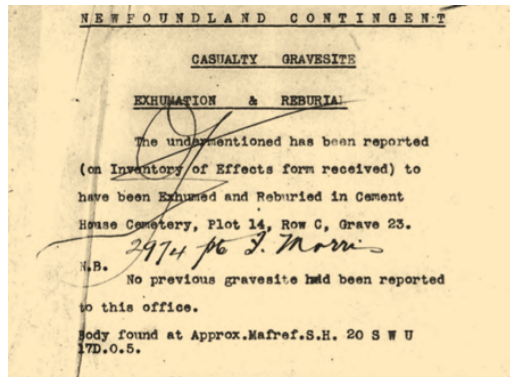 NEWFOUNDLAND CONTINGENT
CASUALTY GRAVESITE
EXHUMATION & REBURIAL
The undermentioned has been reported
(on Inventory of Effects form received) to
have been Exhumed and Reburied in Cement
House Cemetery, Plot 14, Row C, Grave 23.
2974 Pte J. Morris
N.B.
No previous gravesite had been reported
to this office.
Body found at Approx.Mafref.S.H. 20 S W U
17D.0.5.